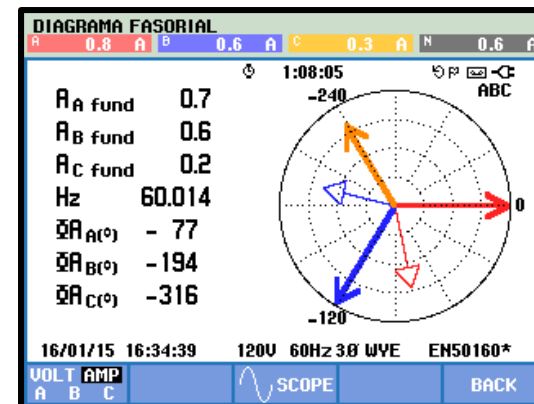 DIAGRAMA FASORIAL
A 0.8 A B 0.6 A C 0.3 A N 0.6 A
1:08:05
ABC
A A fund 0.7
A B fund 0.6
A C fund 0.2
Hz 60.014
ΦA A(°) - 77
ΦA B(°) -194
ΦA C(°) -316
-240
0
-120
16/01/15 16:34:39 120V 60Hz 3Ø WYE EN50160*
VOLT AMP
A B C
SCOPE
BACK